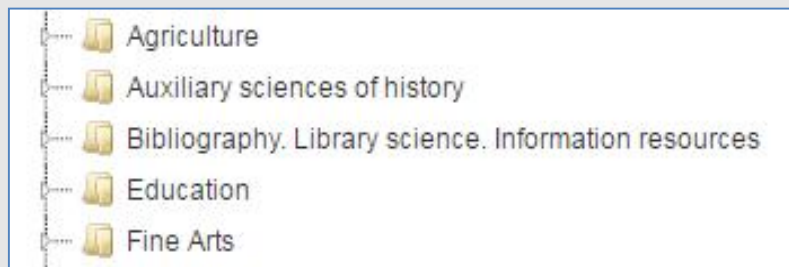 Agriculture
Auxiliary sciences of history
Bibliography. Library science. Information resources
Education
Fine Arts